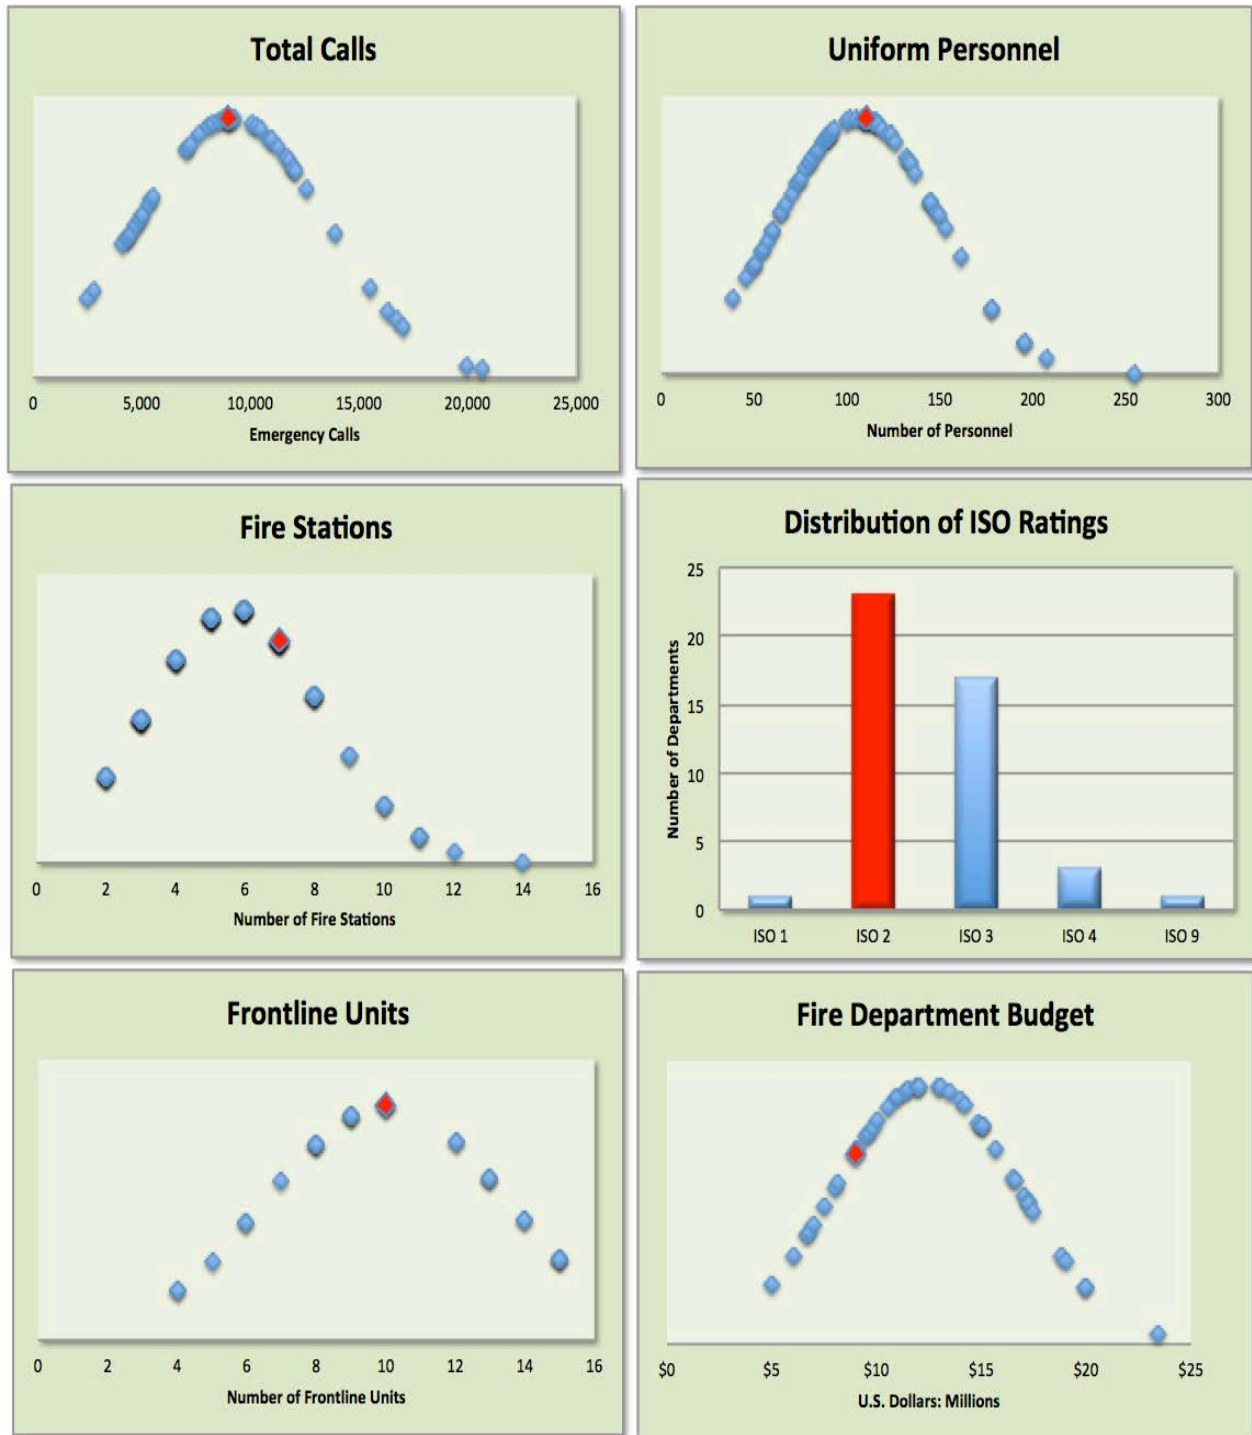 Total Calls
0 5,000 10,000 15,000 20,000 25,000
Emergency Calls
Uniform Personnel
0 50 100 150 200 250 300
Number of Personnel
Fire Stations
0 2 4 6 8 10 12 14 16
Number of Fire Stations
Distribution of ISO Ratings
Number of Departments
25
20
15
10
5
0
ISO 1 ISO 2 ISO 3 ISO 4 ISO 9
Frontline Units
0 2 4 6 8 10 12 14 16
Number of Frontline Units
Fire Department Budget
$0 $5 $10 $15 $20 $25
U.S. Dollars: Millions